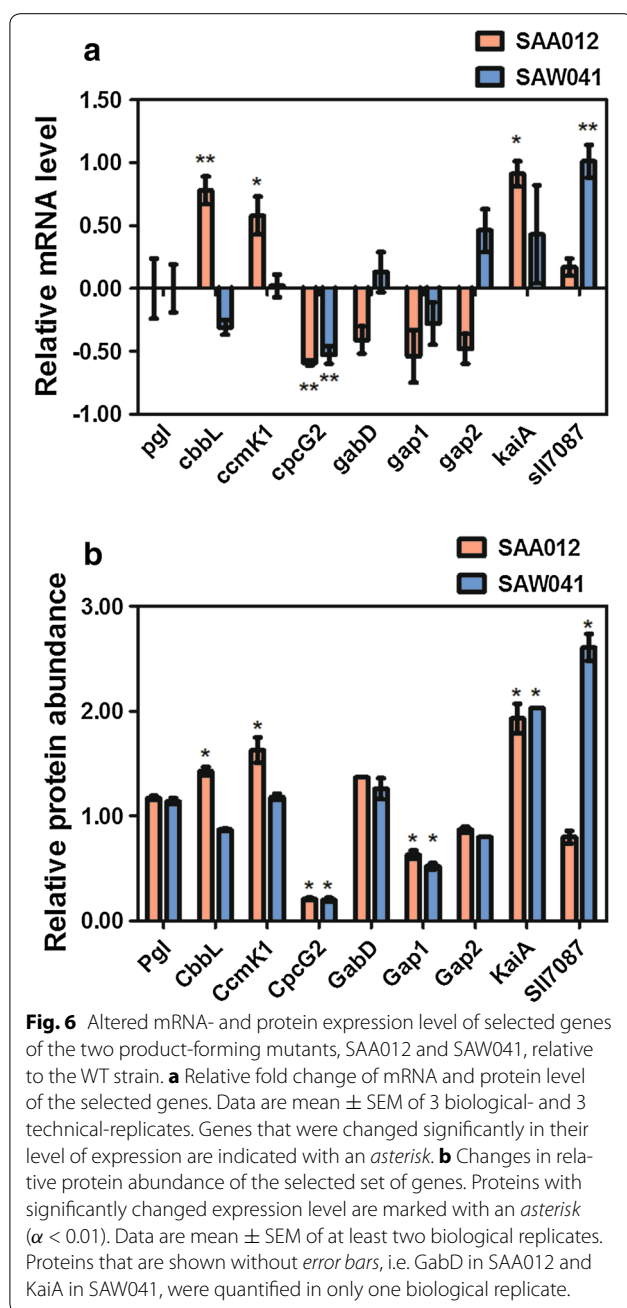 a
SAA012
SAW041
Relative mRNA level
1.50
1.00
0.50
0.00
-0.50
-1.00
** * ** ** * **
pgl cbbL ccmK1 cpcG2 gabD gap1 gap2 kaiA sll7087
b
SAA012
SAW041
Relative protein abundance
3.00
2.00
1.00
0.00
* * * * * * * * *
Pgl CbbL CcmK1 CpcG2 GabD Gap1 Gap2 KaiA Sll7087
Fig. 6 Altered mRNA- and protein expression level of selected genes
of the two product-forming mutants, SAA012 and SAW041, relative
to the WT strain. a Relative fold change of mRNA and protein level
of the selected genes. Data are mean ± SEM of 3 biological- and 3
technical-replicates. Genes that were changed significantly in their
level of expression are indicated with an asterisk. b Changes in rela-
tive protein abundance of the selected set of genes. Proteins with
significantly changed expression level are marked with an asterisk
(α < 0.01). Data are mean ± SEM of at least two biological replicates.
Proteins that are shown without error bars, i.e. GabD in SAA012 and
KaiA in SAW041, were quantified in only one biological replicate.